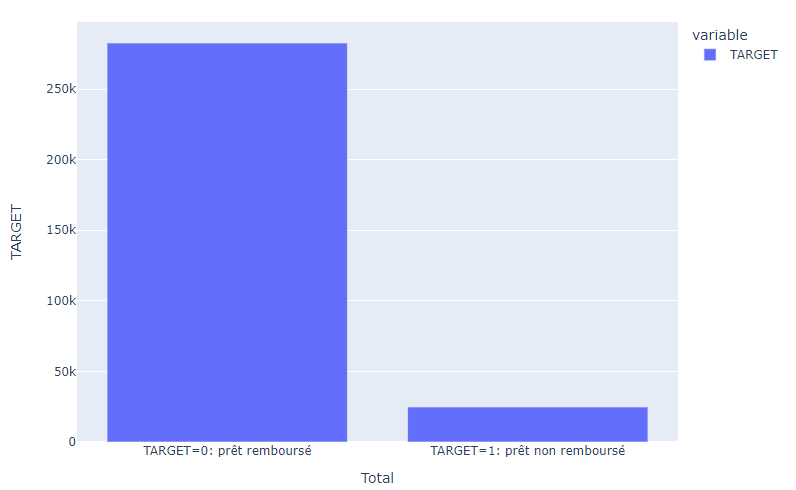 variable
TARGET
TARGET
250k
200k
150k
100k
50k
0
TARGET=0: prêt remboursé
TARGET=1: prêt non remboursé
Total